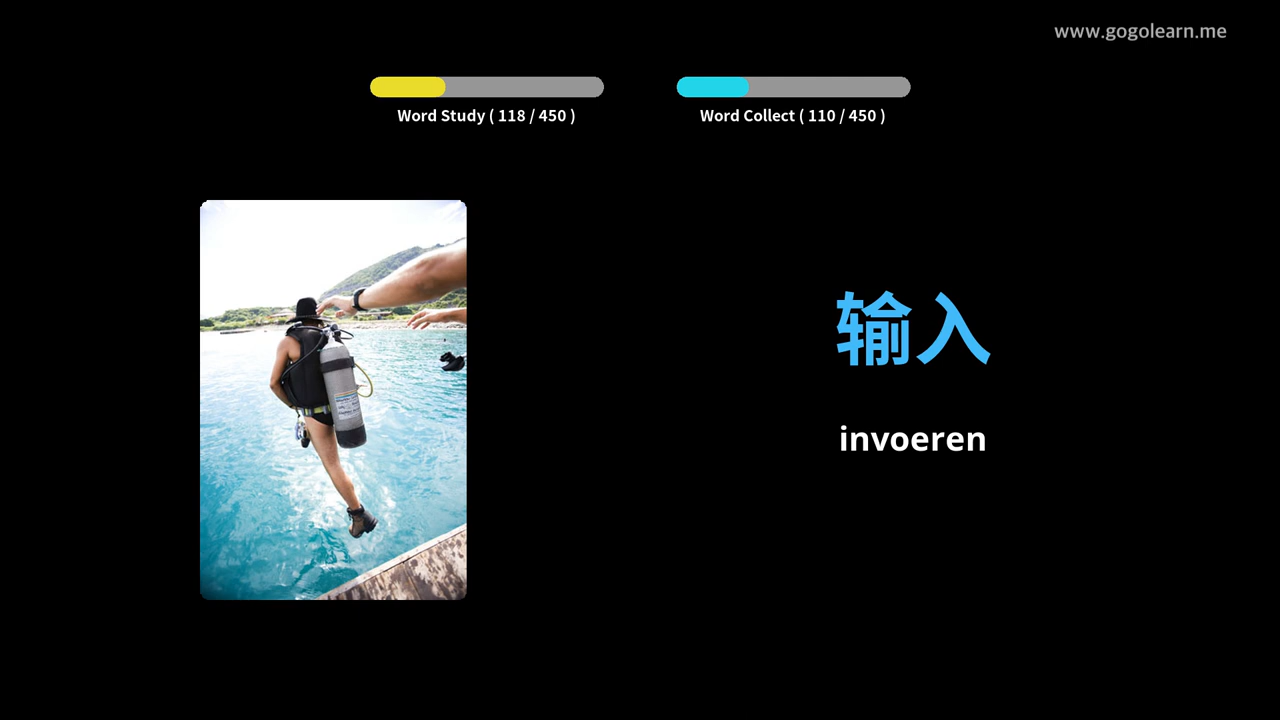 www.gogolearn.me
Word Study ( 118 / 450 )
Word Collect ( 110 / 450 )
输入
invoeren